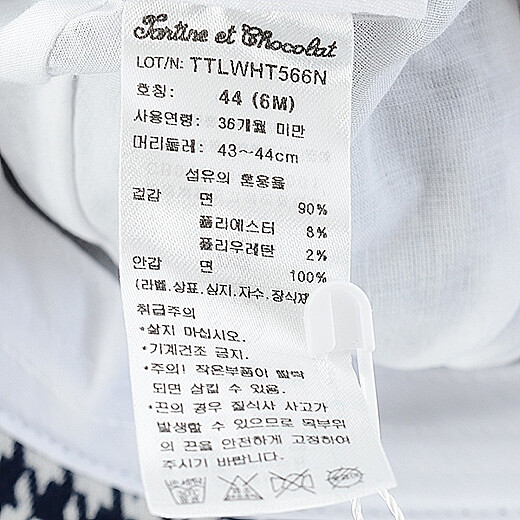 Tartine et Chocolat
LOT/N: TTLWHT566N
호칭: 44 (6M)
사용연령: 36개월 미만
머리둘레: 43~44cm
섬유의 혼용율
겉감 면 90%
폴리에스터 8%
폴리우레탄 2%
안감 면 100%
(라벨.상표.심지.자수.장식제
취급주의
*삶지 마십시오.
*기계건조 금지.
*주의! 작은부품이 탈락
되면 삼킬 수 있음.
*끈의 경우 질식사 사고가
발생할 수 있으므로 목부위
의 끈을 안전하게 고정하여
주시기 바랍니다.